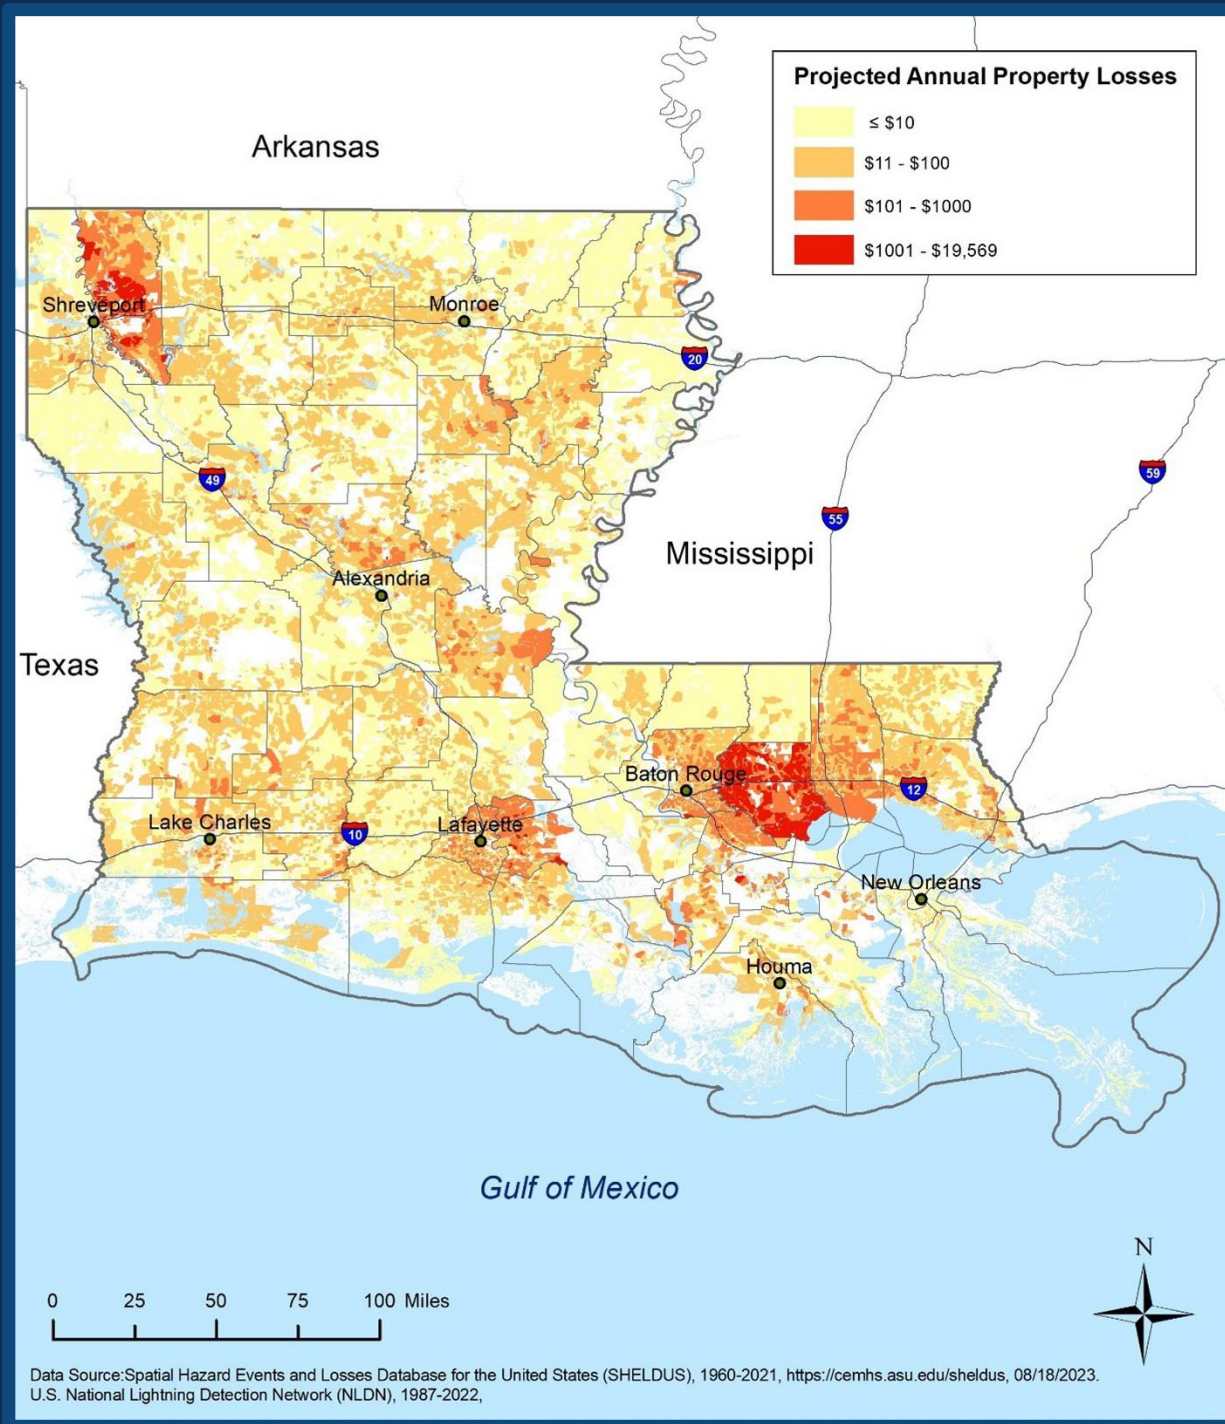 Projected Annual Property Losses
≤ $10
$11 - $100
$101 - $1000
$1001 - $19,569
Arkansas
Shreveport
Monroe
20
49
59
55
Mississippi
Alexandria
Texas
Baton Rouge
12
Lake Charles
10
Lafayette
New Orleans
Houma
Gulf of Mexico
N
0 25 50 75 100 Miles
Data Source:Spatial Hazard Events and Losses Database for the United States (SHELDUS), 1960-2021, https://cemhs.asu.edu/sheldus, 08/18/2023.
U.S. National Lightning Detection Network (NLDN), 1987-2022,